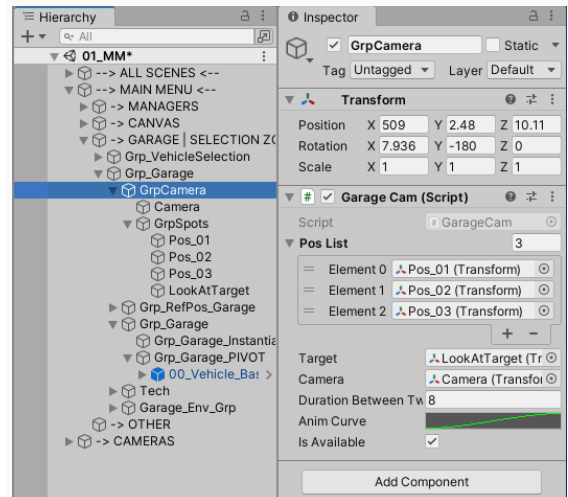 Hierarchy
All
01_MM*
--> ALL SCENES <--
--> MAIN MENU <--
-> MANAGERS
-> CANVAS
-> GARAGE | SELECTION ZO
Grp_VehicleSelection
Grp_Garage
GrpCamera
Camera
GrpSpots
Pos_01
Pos_02
Pos_03
LookAtTarget
Grp_RefPos_Garage
Grp_Garage
Grp_Garage_Instantia
Grp_Garage_PIVOT
00_Vehicle_Bas
Tech
Garage_Env_Grp
-> OTHER
-> CAMERAS
Inspector
GrpCamera Static
Tag Untagged Layer Default
Transform
Position X 509 Y 2.48 Z 10.11
Rotation X 7.936 Y -180 Z 0
Scale X 1 Y 1 Z 1
# Garage Cam (Script)
Script # GarageCam
Pos List 3
Element 0 Pos_01 (Transform)
Element 1 Pos_02 (Transform)
Element 2 Pos_03 (Transform)
+ -
Target LookAtTarget (Tr
Camera Camera (Transfor
Duration Between Tw 8
Anim Curve
Is Available
Add Component